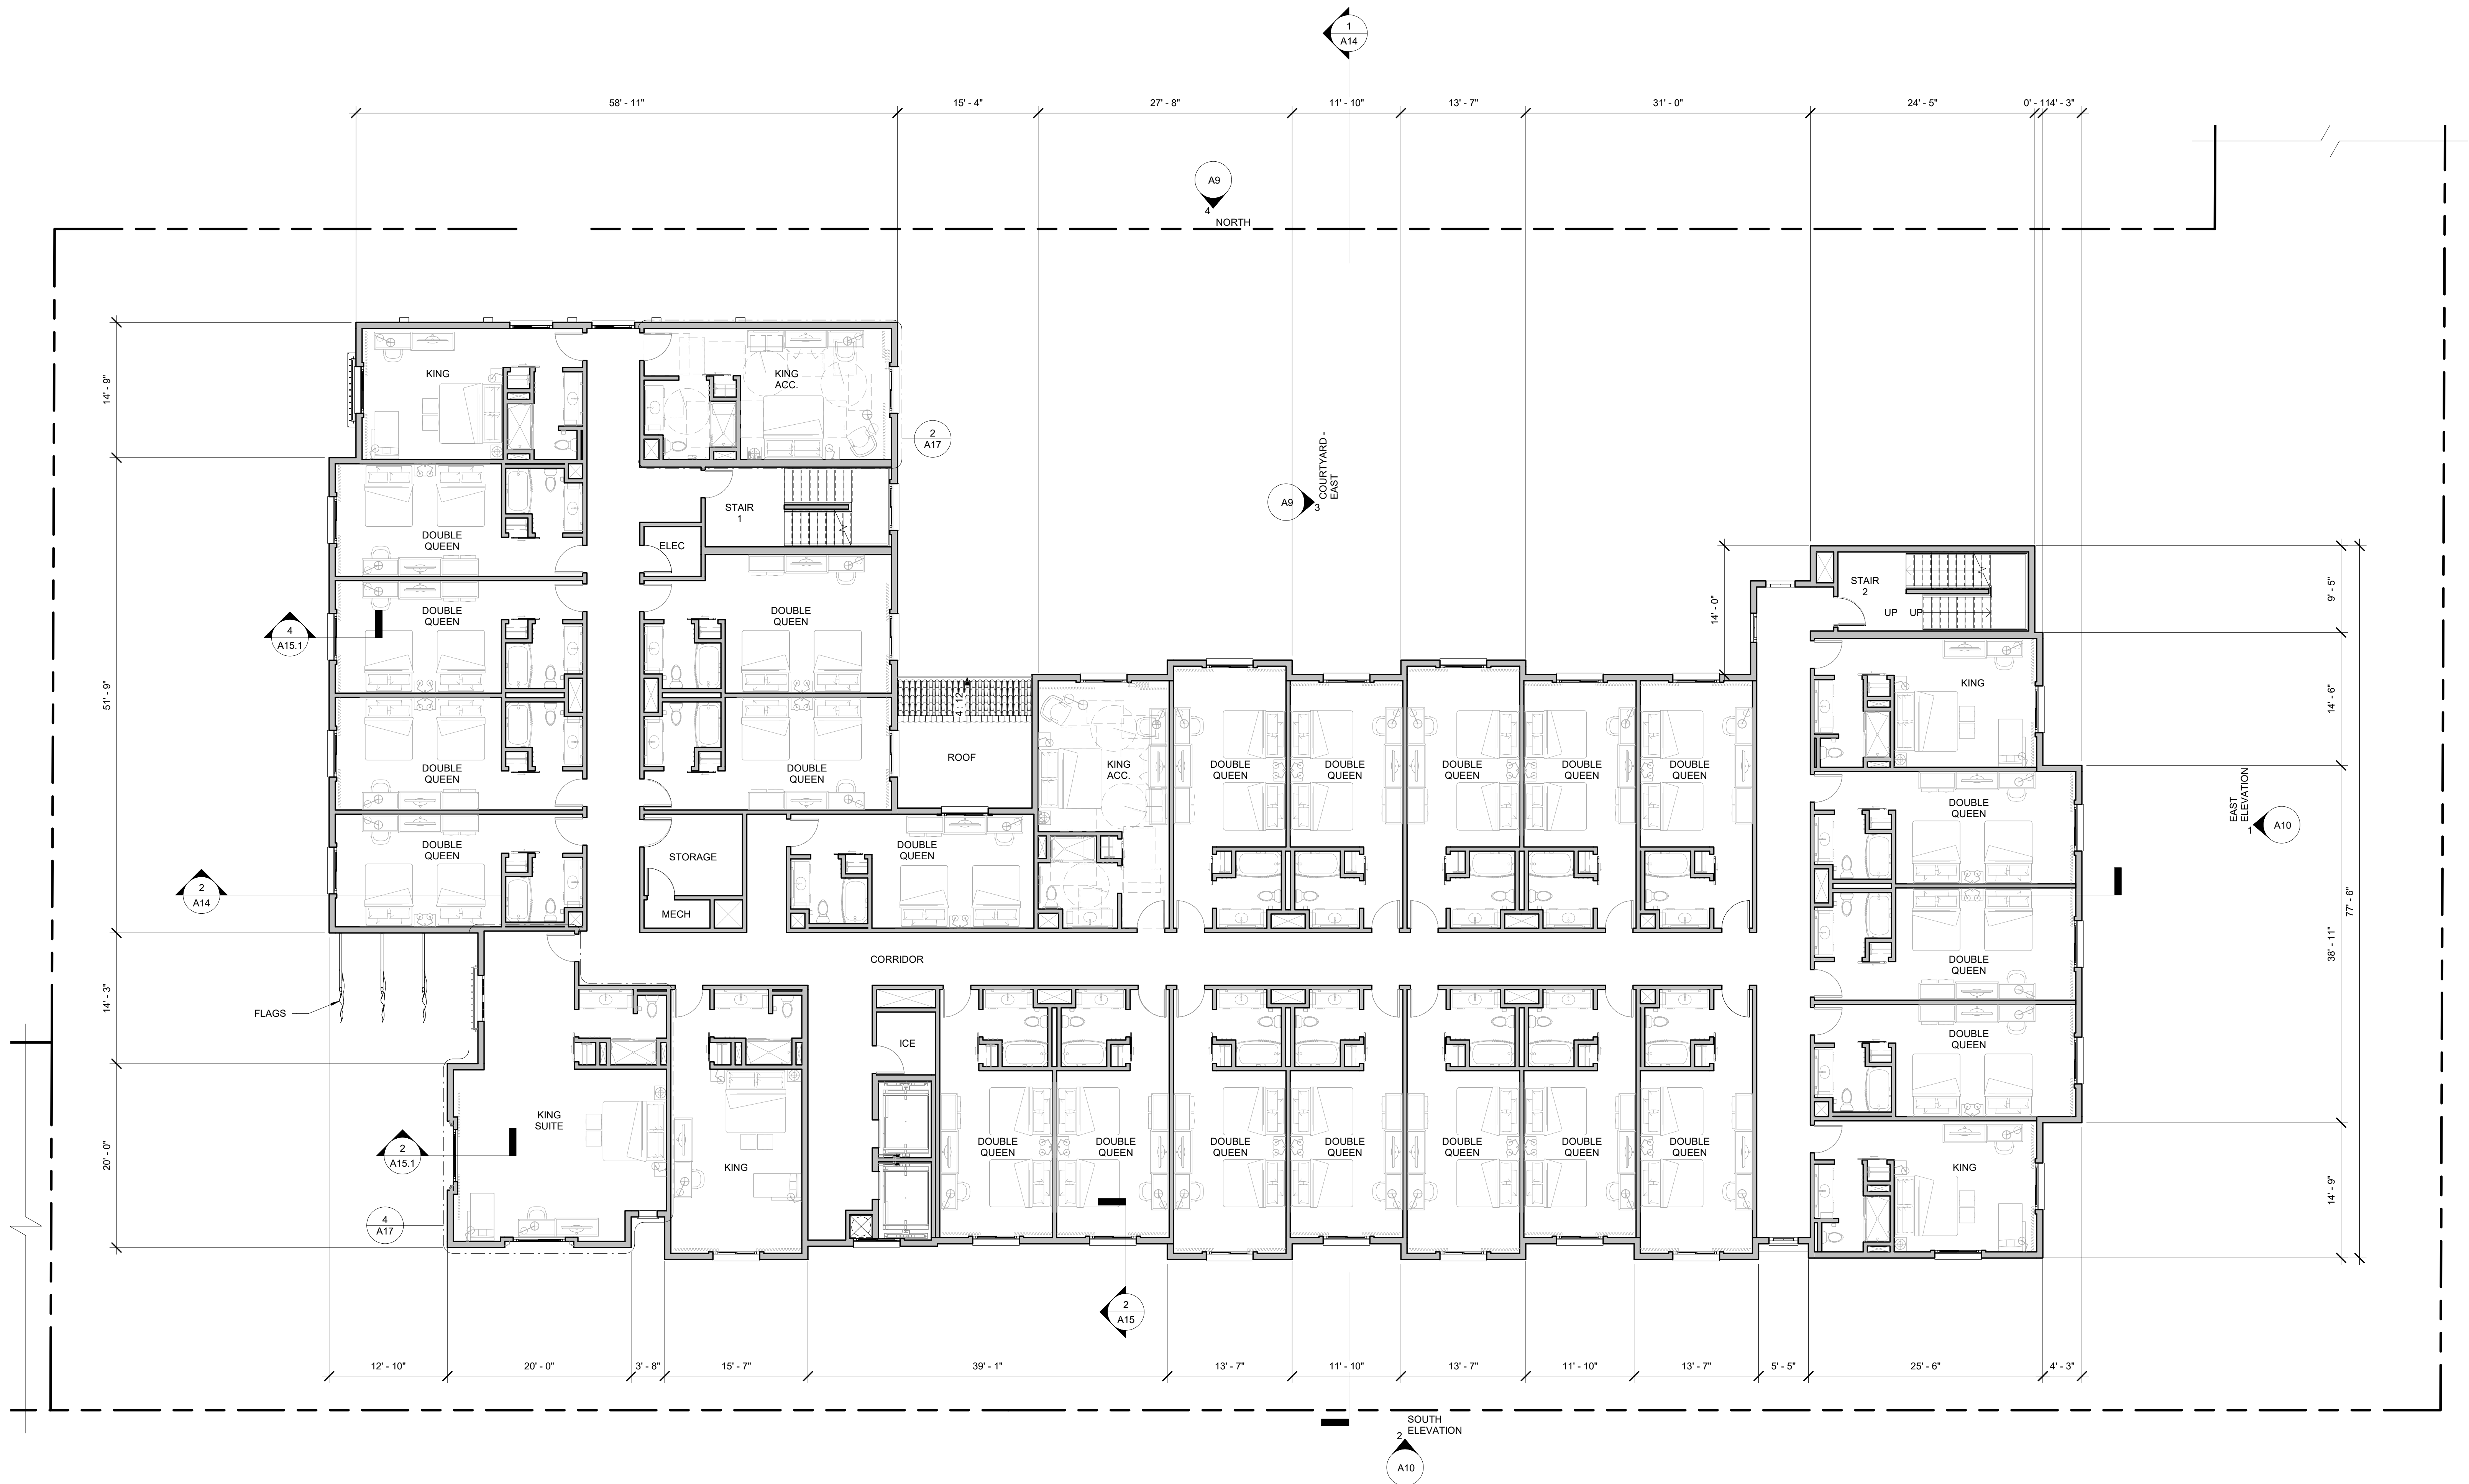 1
A14
58' - 11"
15' - 4"
27' - 8"
11' - 10"
13' - 7"
31' - 0"
24' - 5"
0' - 114' - 3"
A9
4
NORTH
14' - 9"
KING
KING
ACC.
2
A17
COURTYARD -
EAST
A9
3
STAIR
1
DOUBLE
QUEEN
ELEC
STAIR
2
UP UP
14' - 0"
9' - 5"
4
A15.1
DOUBLE
QUEEN
DOUBLE
QUEEN
51' - 9"
4 : 12
KING
14' - 6"
ROOF
DOUBLE
QUEEN
DOUBLE
QUEEN
KING
ACC.
DOUBLE
QUEEN
DOUBLE
QUEEN
DOUBLE
QUEEN
DOUBLE
QUEEN
DOUBLE
QUEEN
DOUBLE
QUEEN
EAST
ELEVATION
1
A10
DOUBLE
QUEEN
STORAGE
DOUBLE
QUEEN
2
A14
MECH
77' - 6"
38' - 11"
CORRIDOR
DOUBLE
QUEEN
14' - 3"
FLAGS
ICE
DOUBLE
QUEEN
KING
SUITE
2
A15.1
20' - 0"
KING
DOUBLE
QUEEN
DOUBLE
QUEEN
DOUBLE
QUEEN
DOUBLE
QUEEN
DOUBLE
QUEEN
DOUBLE
QUEEN
DOUBLE
QUEEN
KING
14' - 9"
4
A17
2
A15
12' - 10"
20' - 0"
3' - 8"
15' - 7"
39' - 1"
13' - 7"
11' - 10"
13' - 7"
11' - 10"
13' - 7"
5' - 5"
25' - 6"
4' - 3"
SOUTH
ELEVATION
2
A10